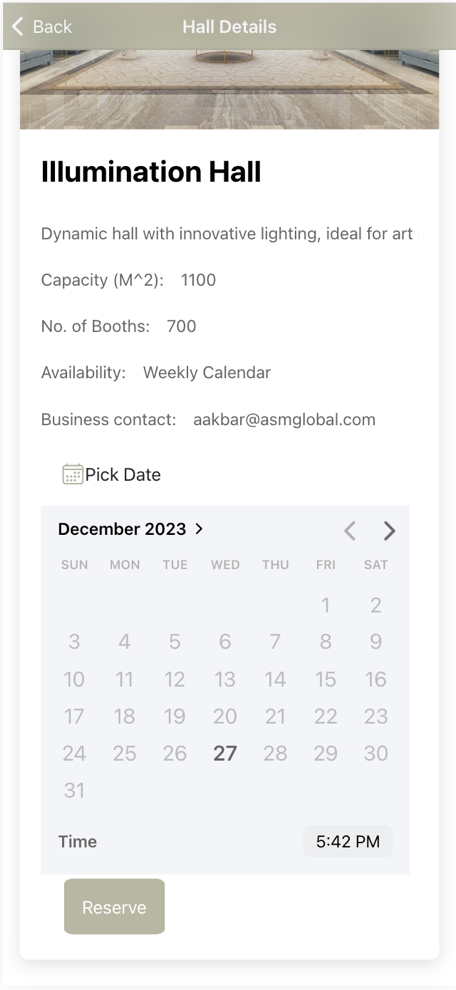 Back Hall Details
Illumination Hall
Dynamic hall with innovative lighting, ideal for art
Capacity (M^2): 1100
No. of Booths: 700
Availability: Weekly Calendar
Business contact: aakbar@asmglobal.com
Pick Date
December 2023
SUN MON TUE WED THU FRI SAT
1 2
3 4 5 6 7 8 9
10 11 12 13 14 15 16
17 18 19 20 21 22 23
24 25 26 27 28 29 30
31
Time 5:42 PM
Reserve